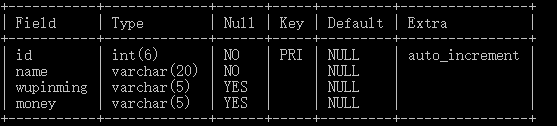 Field | Type | Null | Key | Default | Extra
id | int(6) | NO | PRI | NULL | auto_increment
name | varchar(20) | NO | | NULL |
wupinming | varchar(5) | YES | | NULL |
money | varchar(5) | YES | | NULL |